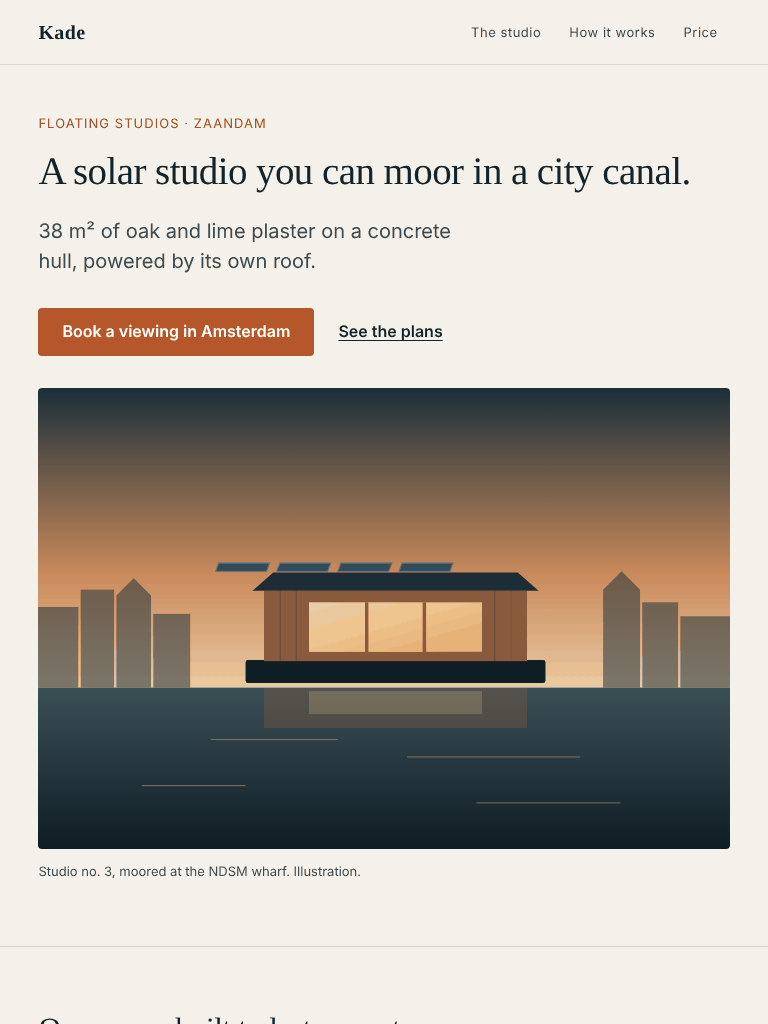 Kade
The studio How it works Price
FLOATING STUDIOS · ZAANDAM
A solar studio you can moor in a city canal.
38 m² of oak and lime plaster on a concrete
hull, powered by its own roof.
Book a viewing in Amsterdam See the plans
Studio no. 3, moored at the NDSM wharf. Illustration.